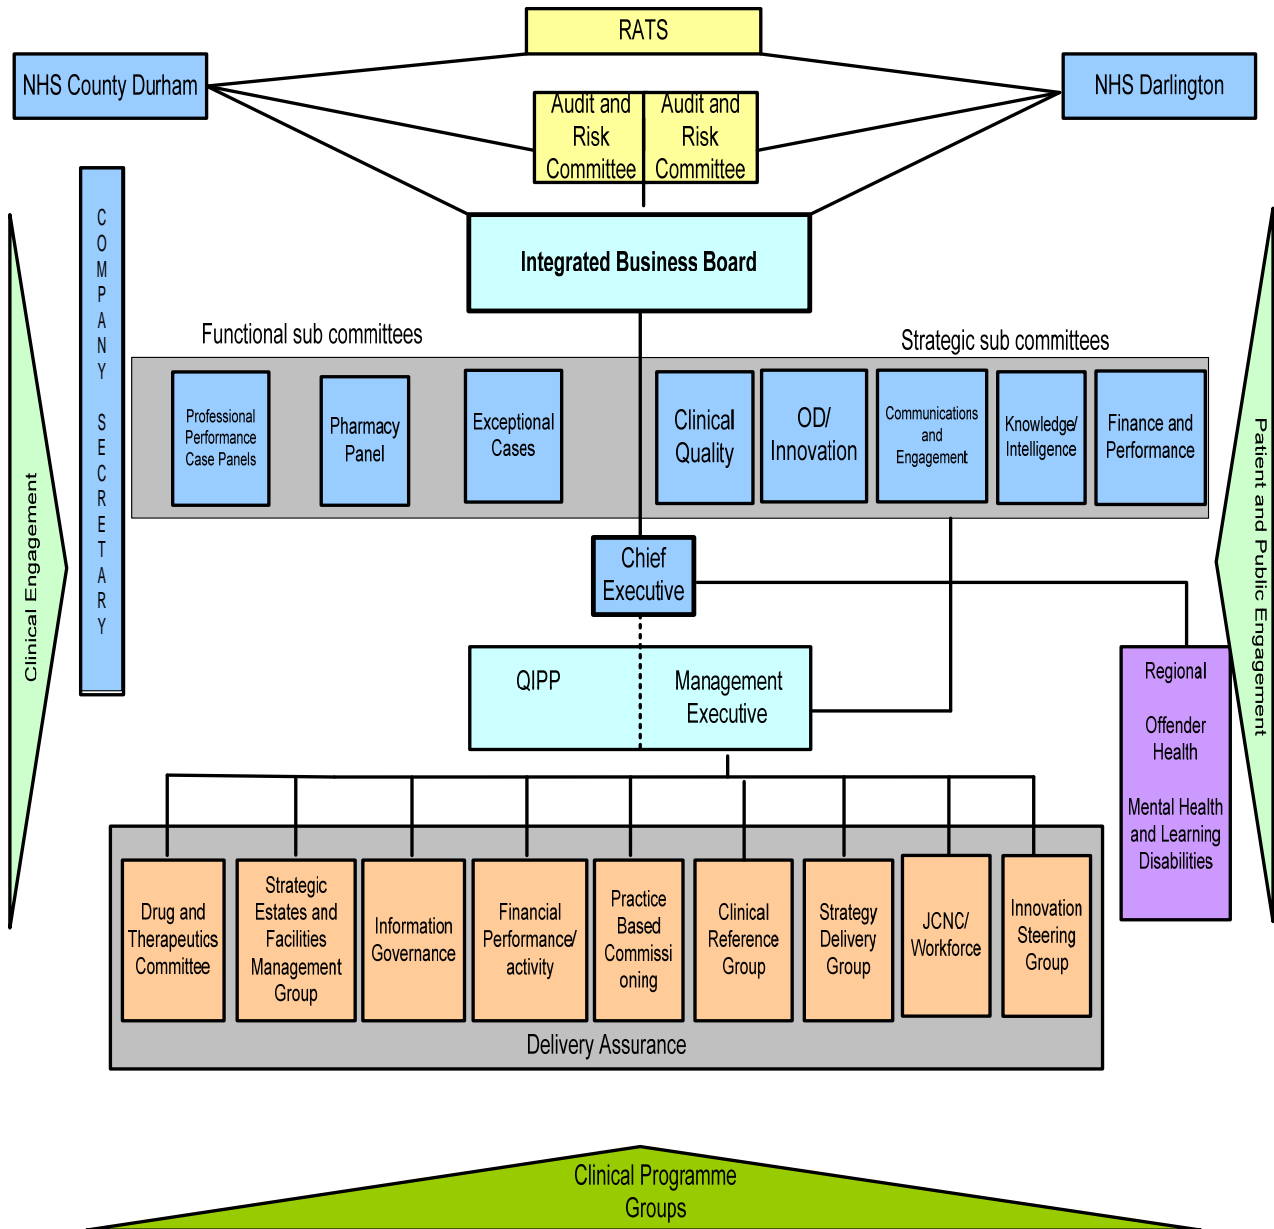 RATS
NHS County Durham
NHS Darlington
Audit and
Risk
Committee
Audit and
Risk
Committee
Integrated Business Board
COMPANY SECRETARY
Clinical Engagement
Patient and Public Engagement
Functional sub committees
Strategic sub committees
Professional
Performance
Case Panels
Pharmacy
Panel
Exceptional
Cases
Clinical
Quality
OD/
Innovation
Communications
and
Engagement
Knowledge/
Intelligence
Finance and
Performance
Chief
Executive
QIPP
Management
Executive
Regional
Offender
Health
Mental Health
and Learning
Disabilities
Drug and
Therapeutics
Committee
Strategic
Estates and
Facilities
Management
Group
Information
Governance
Financial
Performance/
activity
Practice
Based
Commissi
oning
Clinical
Reference
Group
Strategy
Delivery
Group
JCNC/
Workforce
Innovation
Steering
Group
Delivery Assurance
Clinical Programme
Groups